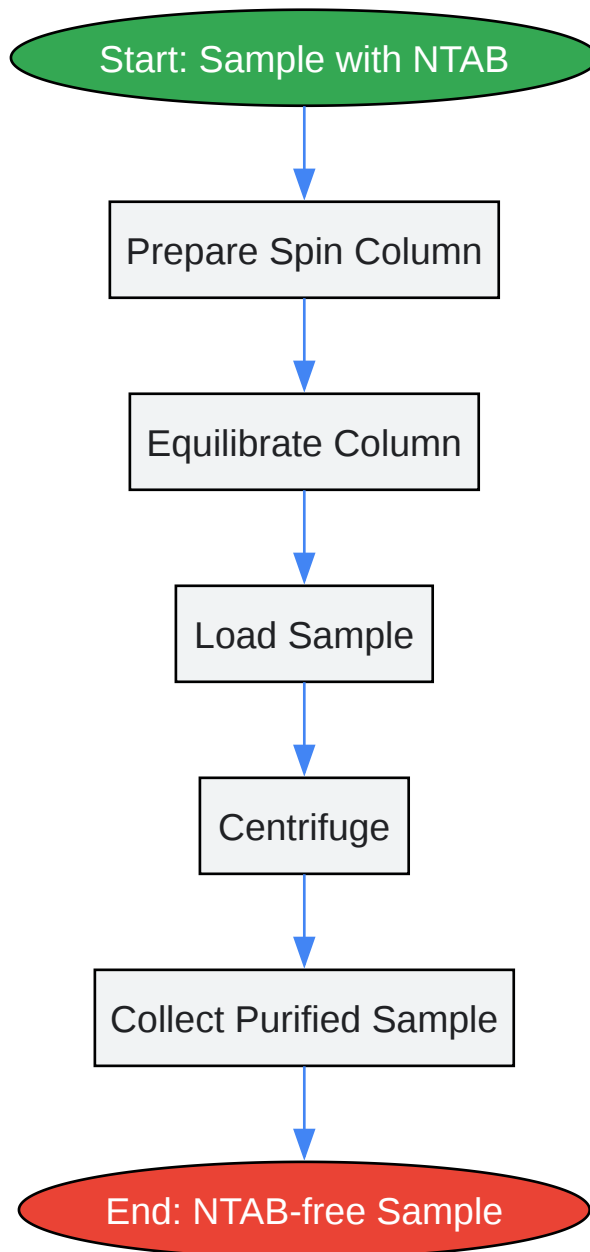 Start: Sample with NTAB
Prepare Spin Column
Equilibrate Column
Load Sample
Centrifuge
Collect Purified Sample
End: NTAB-free Sample